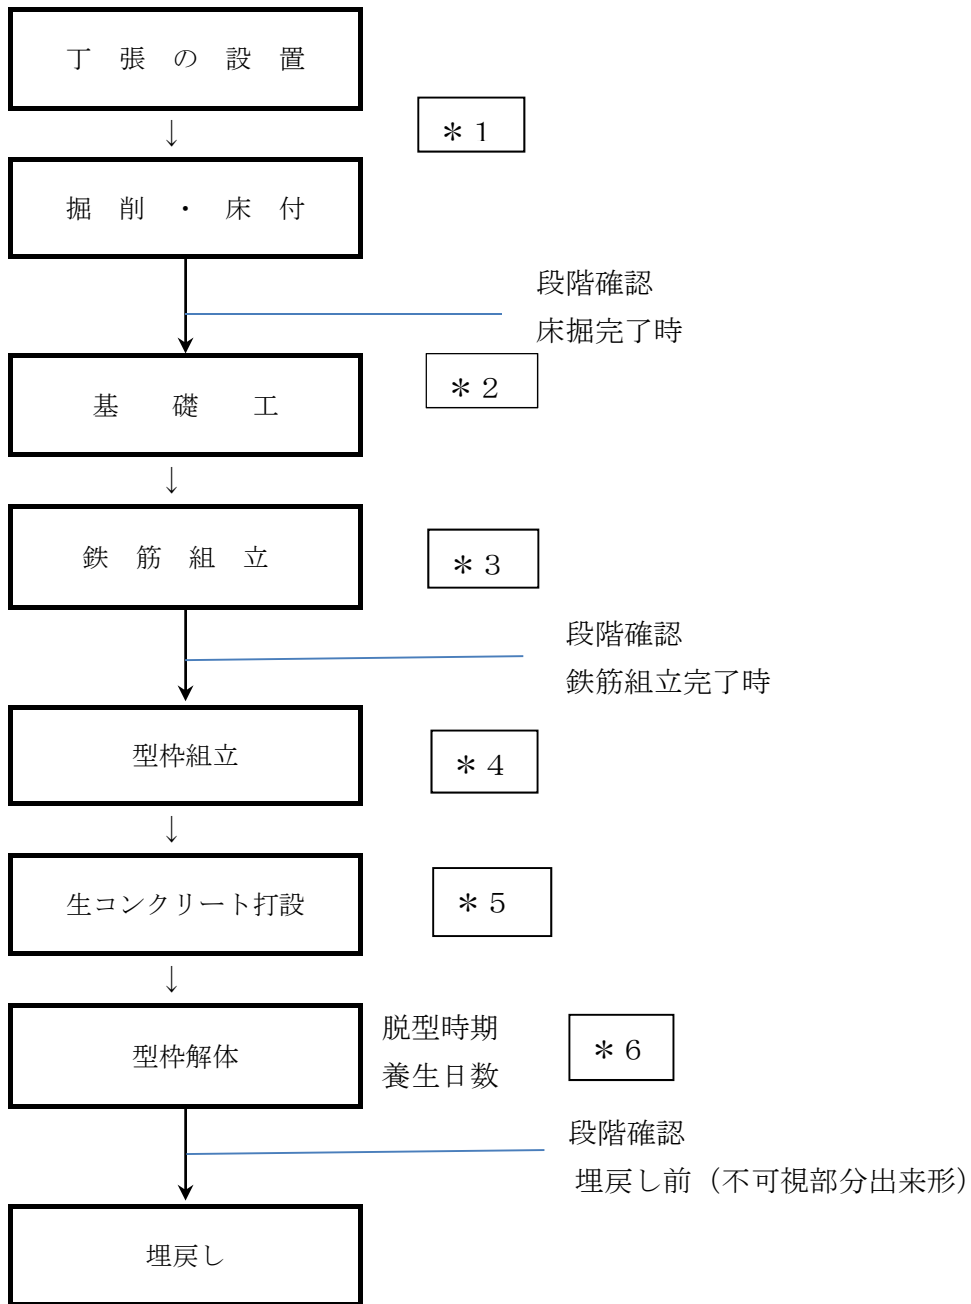 丁 張 の 設 置
↓
＊１
掘 削 ・ 床 付
段階確認
床掘完了時
＊２
基 礎 工
↓
鉄 筋 組 立
＊３
段階確認
鉄筋組立完了時
型枠組立
＊４
↓
生コンクリート打設
＊５
↓
型枠解体
脱型時期
養生日数
＊６
段階確認
埋戻し前（不可視部分出来形）
埋戻し